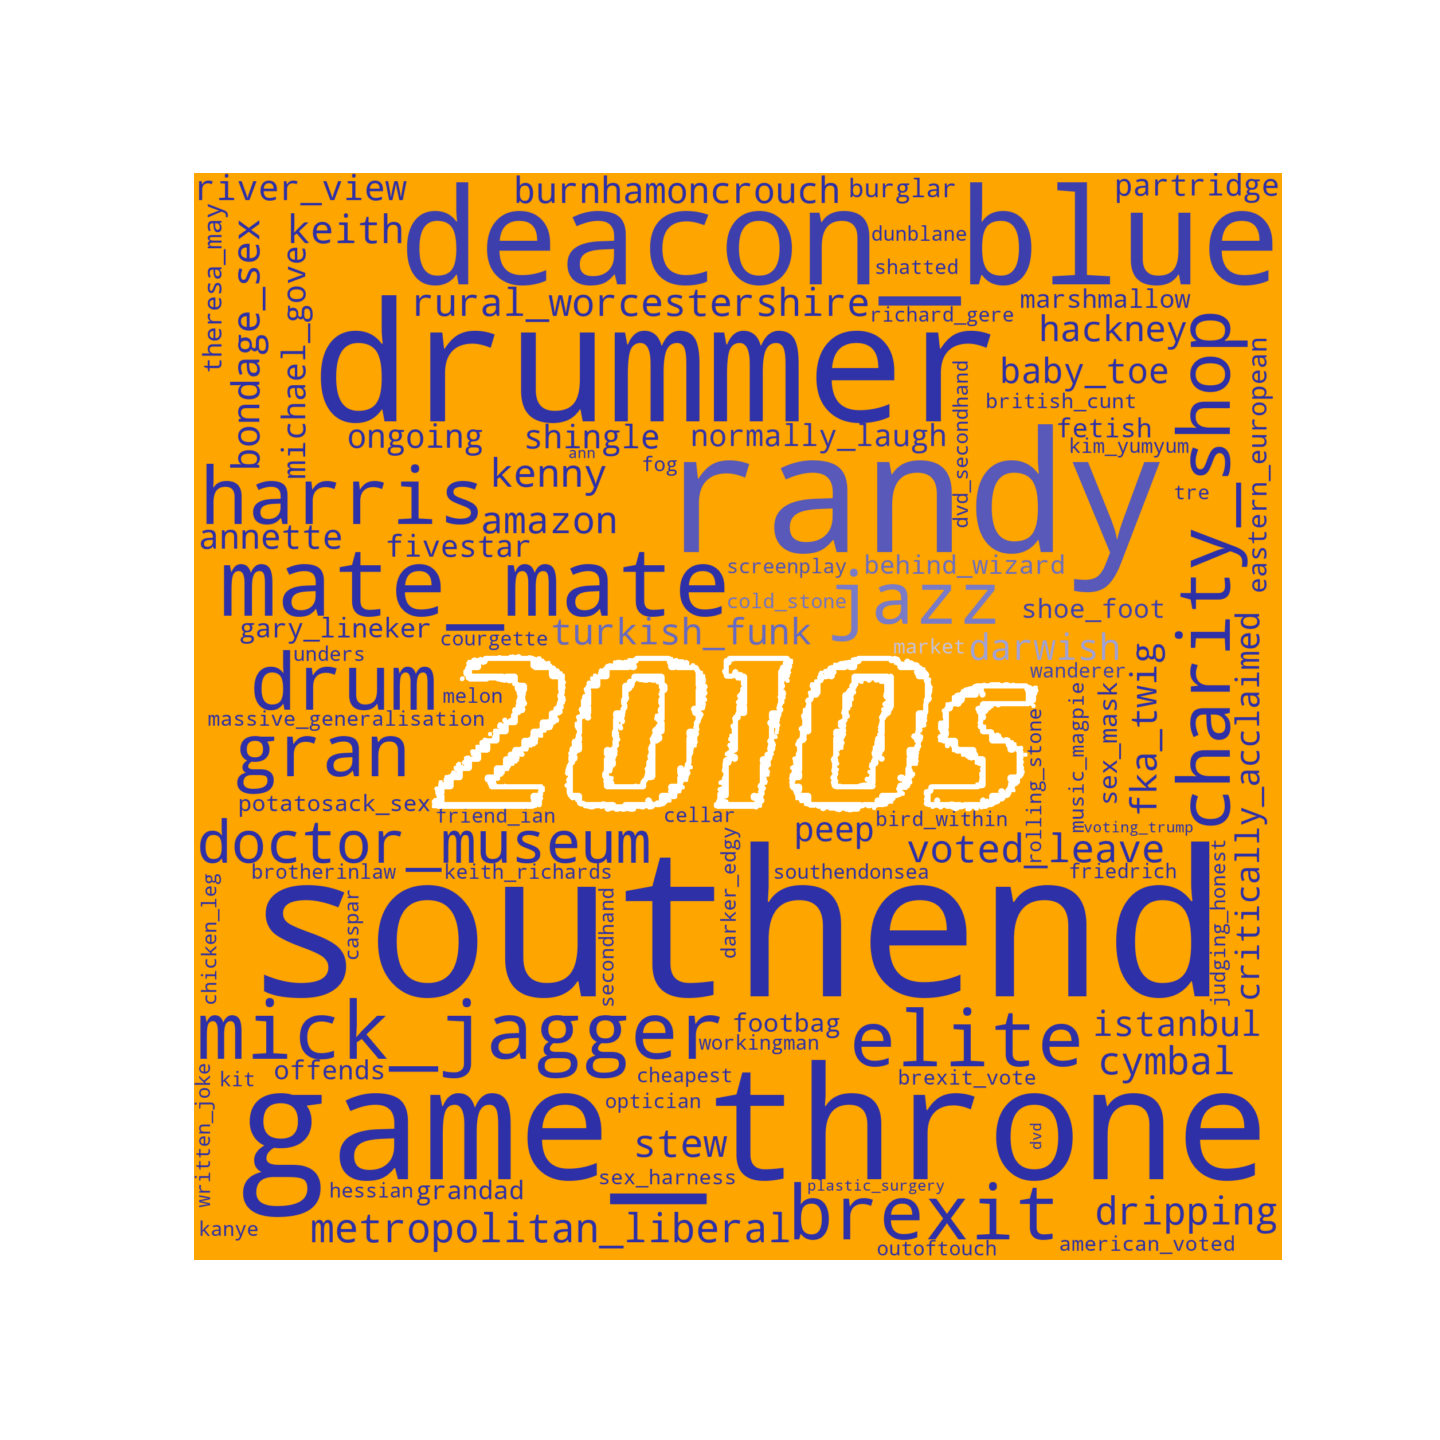 river_view
burnhamoncrouch
burglar
partridge
theresa_may
bondage_sex
keith
deacon_blue
dunblane
shatted
michael_gove
rural_worcestershire
richard_gere
marshmallow
hackney
charity_shop
eastern_european
drummer
dvd_secondhand
baby_toe
british_cunt
ongoing
shingle
normally_laugh
fetish
kim_yumyum
ann
fog
randy
harris
kenny
tre
amazon
annette
fivestar
mate_mate
screenplay
behind_wizard
cold_stone
jazz
shoe_foot
gary_lineker
courgette
turkish_funk
market
darwish
unders
drum
melon
wanderer
massive_generalisation
gran
2010s
rolling_stone
music_magpie
sex_mask
fka_twig
critically_acclaimed
potatosack_sex
friend_ian
cellar
peep
bird_within
voting_trump
doctor_museum
voted_leave
brotherinlaw
keith_richards
darker_edgy
southendonsea
friedrich
chicken_leg
caspar
secondhand
southend
judging_honest
mick_jagger
footbag
workingman
elite
istanbul
cymbal
written_joke
kit
offends
cheapest
brexit_vote
game_throne
optician
stew
dvd
hessian
grandad
sex_harness
plastic_surgery
kanye
metropolitan_liberal
brexit
dripping
outoftouch
american_voted